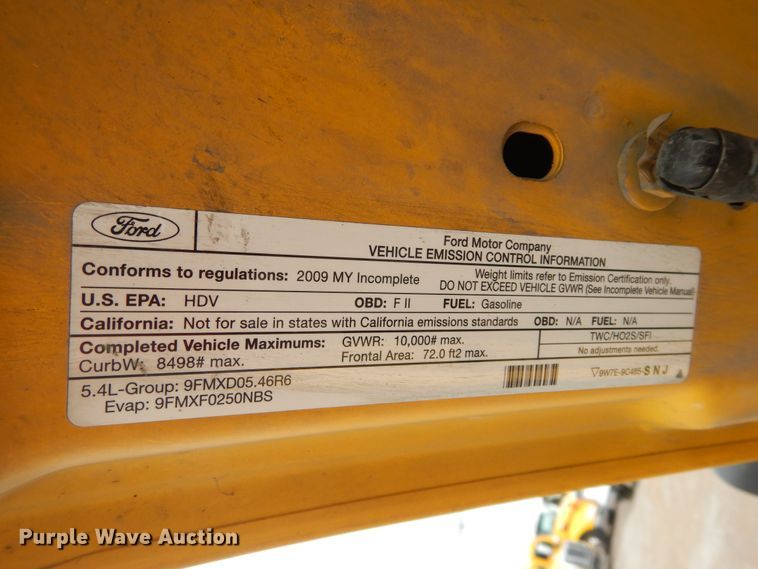 Ford
Ford Motor Company
VEHICLE EMISSION CONTROL INFORMATION
Conforms to regulations: 2009 MY Incomplete
Weight limits refer to Emission Certification only.
DO NOT EXCEED VEHICLE GVWR (See Incomplete Vehicle Manual)
U.S. EPA: HDV OBD: F II FUEL: Gasoline
California: Not for sale in states with California emissions standards OBD: N/A FUEL: N/A
Completed Vehicle Maximums: GVWR: 10,000# max. TWC/HO2S/SFI
CurbW: 8498# max. Frontal Area: 72.0 ft2 max. No adjustments needed.
5.4L-Group: 9FMXD05.46R6
Evap: 9FMXF0250NBS
9W7E-9C485-SNJ
Purple Wave Auction